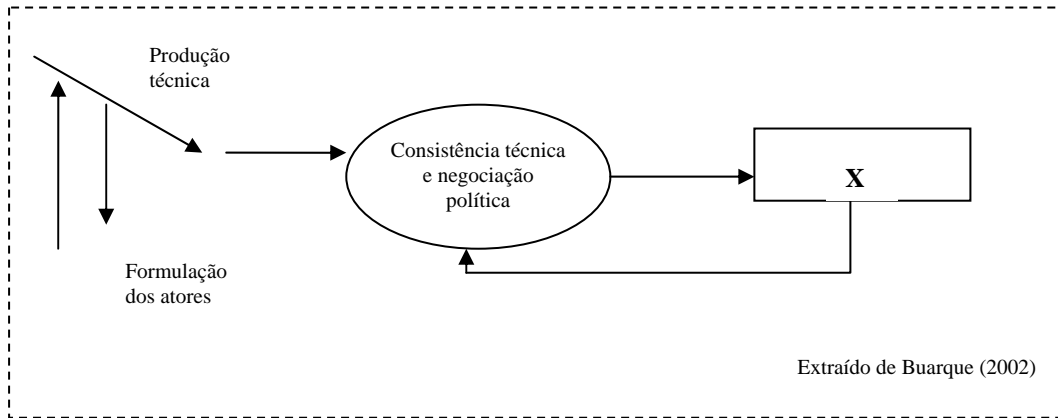 Produção
técnica
Consistência técnica
e negociação
política
X
Formulação
dos atores
Extraído de Buarque (2002)